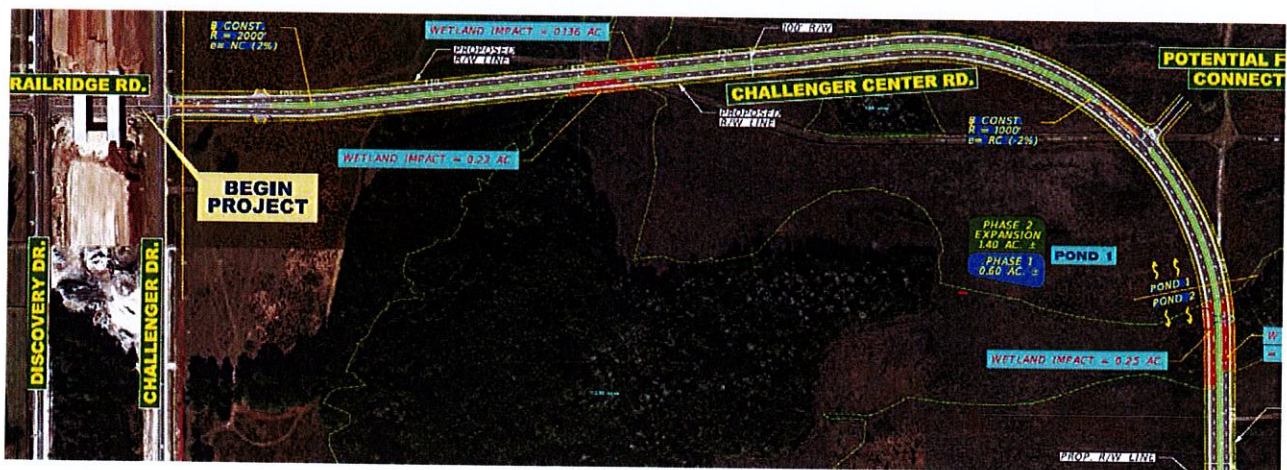 ℄ CONST.
R = 2000'
e= NC (2%)
WETLAND IMPACT = 0.136 AC.
100' R/W
PROPOSED
R/W LINE
RAILRIDGE RD.
POTENTIAL F
CONNECT
CHALLENGER CENTER RD.
PROPOSED
R/W LINE
℄ CONST.
R = 1000'
e= RC (-2%)
WETLAND IMPACT = 0.22 AC
BEGIN
PROJECT
PHASE 2
EXPANSION
1.40 AC. ±
PHASE 1
0.60 AC. ±
POND 1
POND 1
POND 2
DISCOVERY DR.
CHALLENGER DR.
WETLAND IMPACT = 0.25 AC
W
=
PROP. R/W LINE